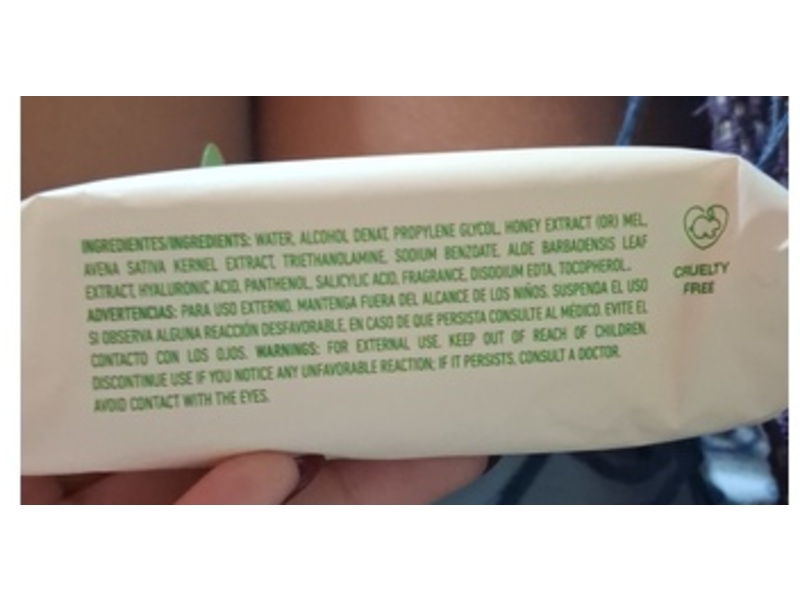 INGREDIENTES/INGREDIENTS: WATER, ALCOHOL DENAT, PROPYLENE GLYCOL, HONEY EXTRACT (OR) MEL,
AVENA SATIVA KERNEL EXTRACT, TRIETHANOLAMINE, SODIUM BENZOATE, ALOE BARBADENSIS LEAF
EXTRACT, HYALURONIC ACID, PANTHENOL, SALICYLIC ACID, FRAGRANCE, DISODIUM EDTA, TOCOPHEROL.
ADVERTENCIAS: PARA USO EXTERNO. MANTENGA FUERA DEL ALCANCE DE LOS NIÑOS. SUSPENDA EL USO
SI OBSERVA ALGUNA REACCIÓN DESFAVORABLE, EN CASO DE QUE PERSISTA CONSULTE AL MÉDICO. EVITE EL
CONTACTO CON LOS OJOS. WARNINGS: FOR EXTERNAL USE. KEEP OUT OF REACH OF CHILDREN.
DISCONTINUE USE IF YOU NOTICE ANY UNFAVORABLE REACTION; IF IT PERSISTS, CONSULT A DOCTOR.
AVOID CONTACT WITH THE EYES.
CRUELTY
FREE